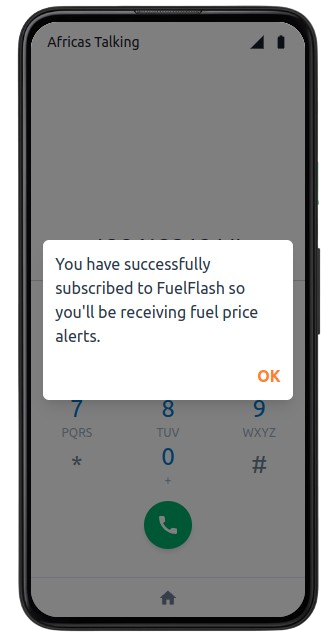 Africas Talking
You have successfully
subscribed to FuelFlash so
you'll be receiving fuel price
alerts.
OK
7 8 9
PQRS TUV WXYZ
* 0 #
+